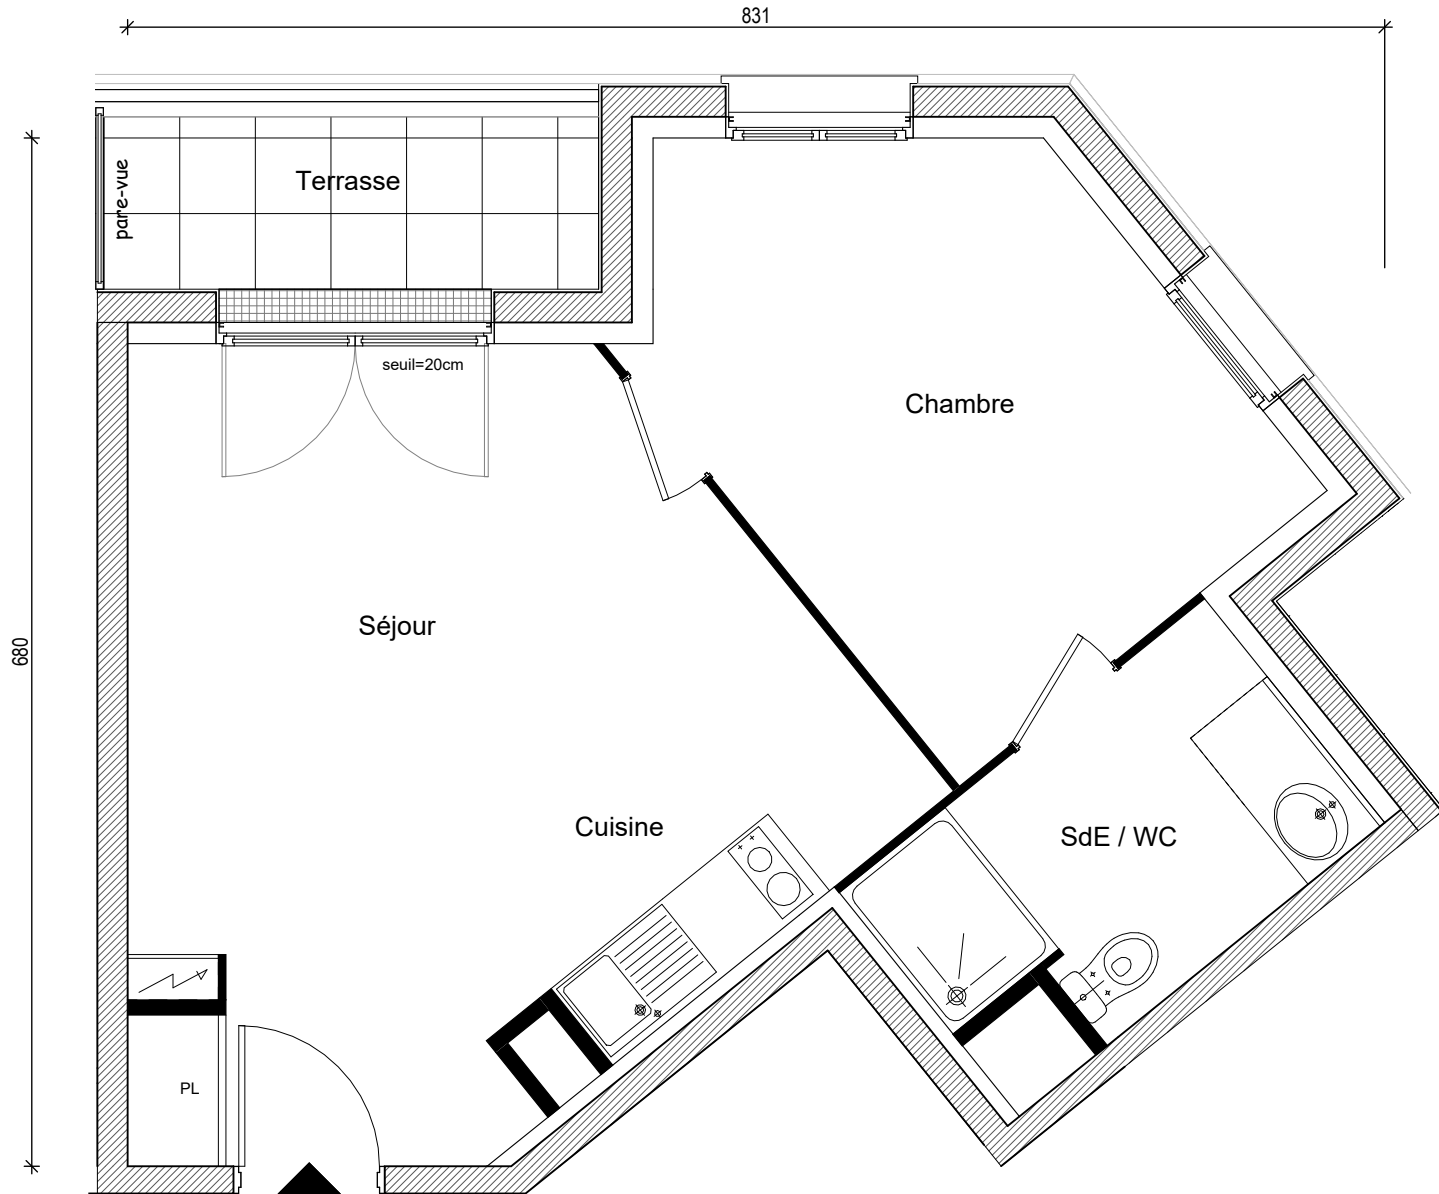 831
Terrasse
pare-vue
seuil=20cm
Chambre
Séjour
680
Cuisine
SdE / WC
PL